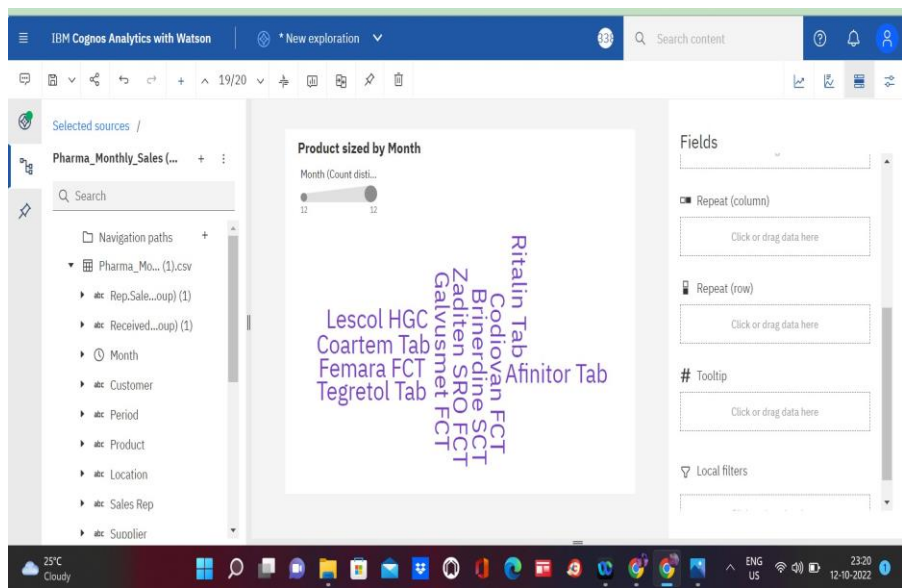 IBM Cognos Analytics with Watson
* New exploration
338
Search content
19/20
Selected sources /
Pharma_Monthly_Sales (...
Search
Navigation paths
Pharma_Mo... (1).csv
abc Rep.Sale...oup) (1)
abc Received...oup) (1)
Month
abc Customer
abc Period
abc Product
abc Location
abc Sales Rep
abc Supplier
Product sized by Month
Month (Count disti...
12 12
Lescol HGC
Coartem Tab
Femara FCT
Tegretol Tab
Galvusmet FCT
Zaditen SRO FCT
Brinerdine SCT
Codiovan FCT
Ritalin Tab
Afinitor Tab
Fields
Repeat (column)
Click or drag data here
Repeat (row)
Click or drag data here
# Tooltip
Click or drag data here
Local filters
25°C
Cloudy
ENG
US
23:20
12-10-2022
1